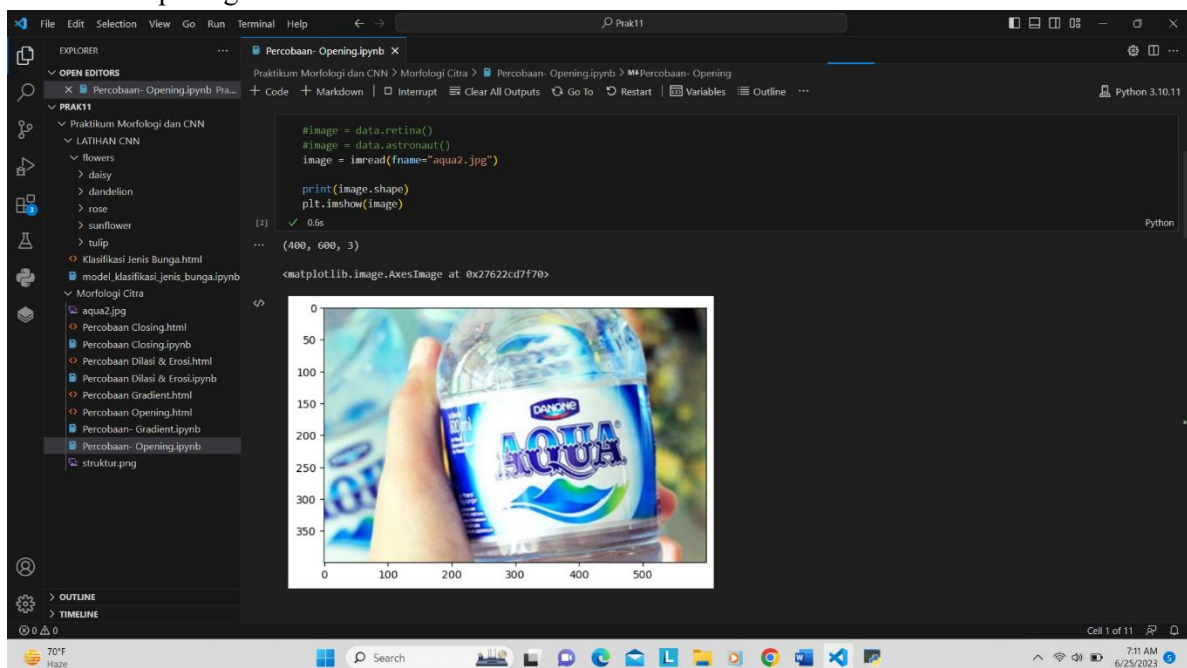 File Edit Selection View Go Run Terminal Help
Prak11
EXPLORER
OPEN EDITORS
Percobaan- Opening.ipynb Pra...
PRAK11
Praktikum Morfologi dan CNN
LATIHAN CNN
flowers
daisy
dandelion
rose
sunflower
tulip
Klasifikasi Jenis Bunga.html
model_klasifikasi_jenis_bunga.ipynb
Morfologi Citra
aqua2.jpg
Percobaan Closing.html
Percobaan Closing.ipynb
Percobaan Dilasi & Erosi.html
Percobaan Dilasi & Erosi.ipynb
Percobaan Gradient.html
Percobaan Opening.html
Percobaan- Gradient.ipynb
Percobaan- Opening.ipynb
struktur.png
OUTLINE
TIMELINE
Percobaan- Opening.ipynb
Praktikum Morfologi dan CNN > Morfologi Citra > Percobaan- Opening.ipynb > M↓Percobaan- Opening
+ Code + Markdown | Interrupt Clear All Outputs Go To Restart | Variables Outline ...
Python 3.10.11
#image = data.retina()
#image = data.astronaut()
image = imread(fname="aqua2.jpg")
print(image.shape)
plt.imshow(image)
[2] ✓ 0.6s
Python
(400, 600, 3)
<matplotlib.image.AxesImage at 0x27622cd7f70>
0
50
100
150
200
250
300
350
0 100 200 300 400 500
DANONE
AQUA
0 0
Cell 1 of 11
70°F
Haze
Search
7:11 AM
6/25/2023